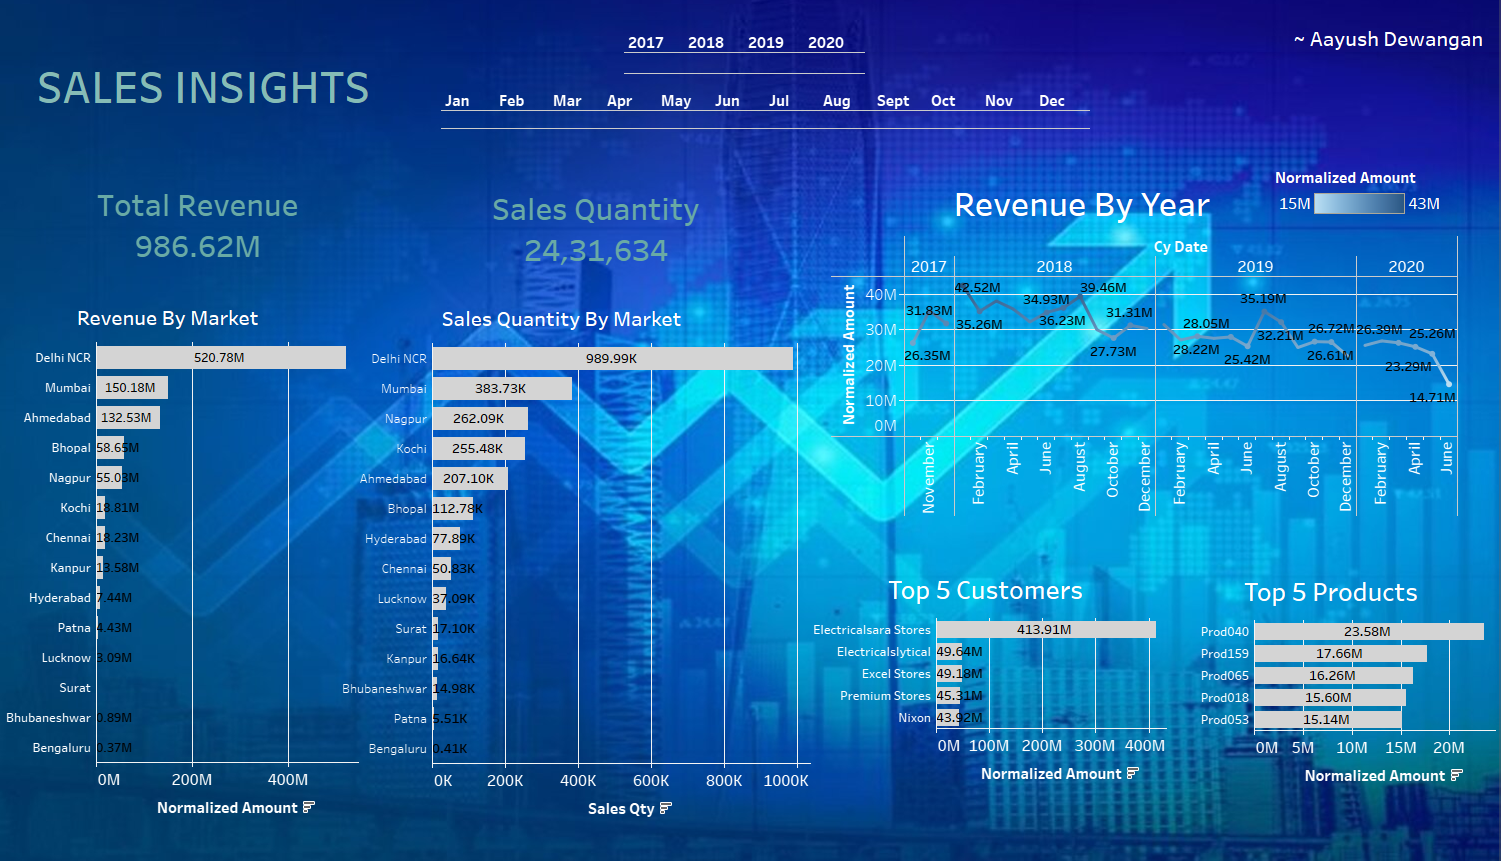 2017 2018 2019 2020
~ Aayush Dewangan
SALES INSIGHTS
Jan Feb Mar Apr May Jun Jul Aug Sept Oct Nov Dec
Total Revenue
986.62M
Sales Quantity
24,31,634
Revenue By Market
Delhi NCR 520.78M
Mumbai 150.18M
Ahmedabad 132.53M
Bhopal 58.65M
Nagpur 55.03M
Kochi 18.81M
Chennai 18.23M
Kanpur 13.58M
Hyderabad 7.44M
Patna 4.43M
Lucknow 3.09M
Surat
Bhubaneshwar 0.89M
Bengaluru 0.37M
0M 200M 400M
Normalized Amount
Sales Quantity By Market
Delhi NCR 989.99K
Mumbai 383.73K
Nagpur 262.09K
Kochi 255.48K
Ahmedabad 207.10K
Bhopal 112.78K
Hyderabad 77.89K
Chennai 50.83K
Lucknow 37.09K
Surat 17.10K
Kanpur 16.64K
Bhubaneshwar 14.98K
Patna 5.51K
Bengaluru 0.41K
0K 200K 400K 600K 800K 1000K
Sales Qty
Revenue By Year
Normalized Amount
15M 43M
Cy Date
2017 2018 2019 2020
Normalized Amount
40M
30M
20M
10M
0M
42.52M 39.46M
34.93M 35.19M
31.83M 31.31M
35.26M 36.23M 28.05M 26.72M 26.39M
32.21M 25.26M
26.35M 27.73M 28.22M 25.42M 26.61M
23.29M
14.71M
November February April June August October December February April June August October December February April June
Top 5 Customers
Electricalsara Stores 413.91M
Electricalslytical 49.64M
Excel Stores 49.18M
Premium Stores 45.31M
Nixon 43.92M
0M 100M 200M 300M 400M
Normalized Amount
Top 5 Products
Prod040 23.58M
Prod159 17.66M
Prod065 16.26M
Prod018 15.60M
Prod053 15.14M
0M 5M 10M 15M 20M
Normalized Amount